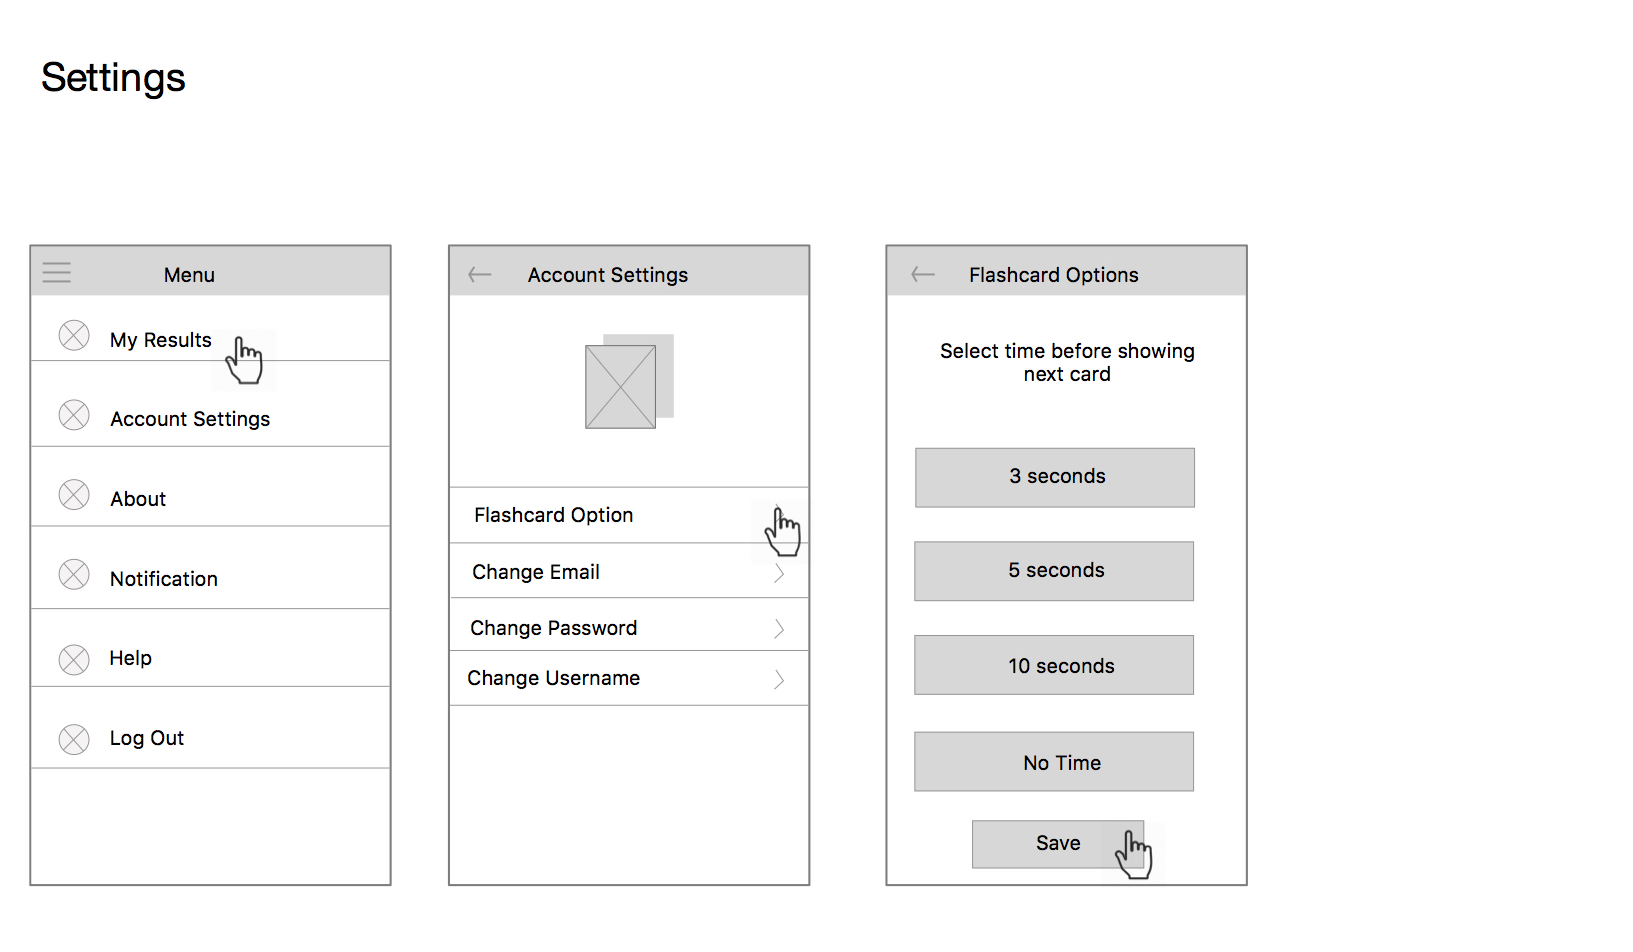 Settings
Menu
My Results
Account Settings
About
Notification
Help
Log Out
Account Settings
Flashcard Option
Change Email
Change Password
Change Username
Flashcard Options
Select time before showing
next card
3 seconds
5 seconds
10 seconds
No Time
Save